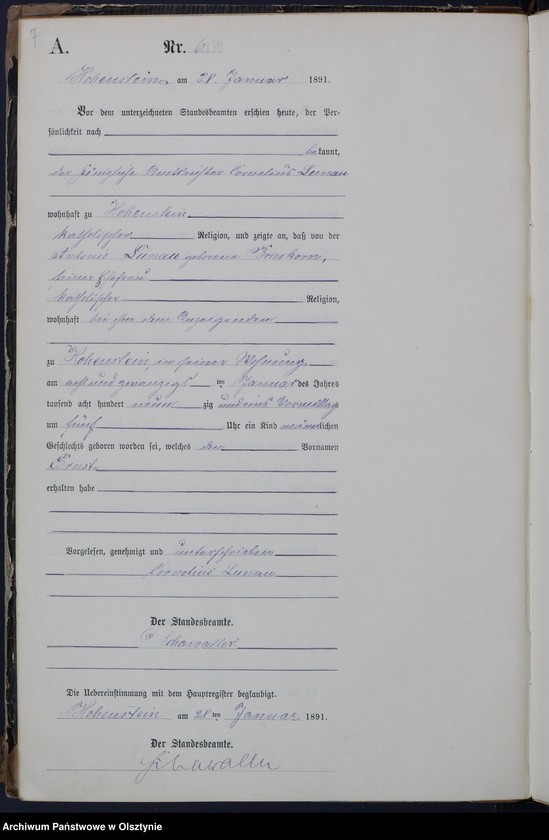 7
A. Nr.
Hohenstein am 28. Januar 1891.
Vor dem unterzeichneten Standesbeamten erschien heute, der Per-
sönlichkeit nach
bekannt,
der Königliche Amtsrichter Cornelius Lunau
wohnhaft zu Hohenstein
katholischer Religion, und zeigte an, daß von der
Antonie Lunau geborene
seiner Ehefrau
katholischer Religion,
wohnhaft bei ihm dem Anzeigenden
zu Hohenstein, in seiner Wohnung
am achtundzwanzigsten Januar des Jahres
tausend acht hundert neunzig und eins Vormittags
um fünf Uhr ein Kind männlichen
Geschlechts geboren worden sei, welches den Vornamen
Ernst
erhalten habe
Vorgelesen, genehmigt und unterschrieben
Cornelius Lunau
Der Standesbeamte.
Schawaller
Die Uebereinstimmung mit dem Hauptregister beglaubigt.
Hohenstein am 28ten Januar 1891.
Der Standesbeamte.
Schawaller
Archiwum Państwowe w Olsztynie